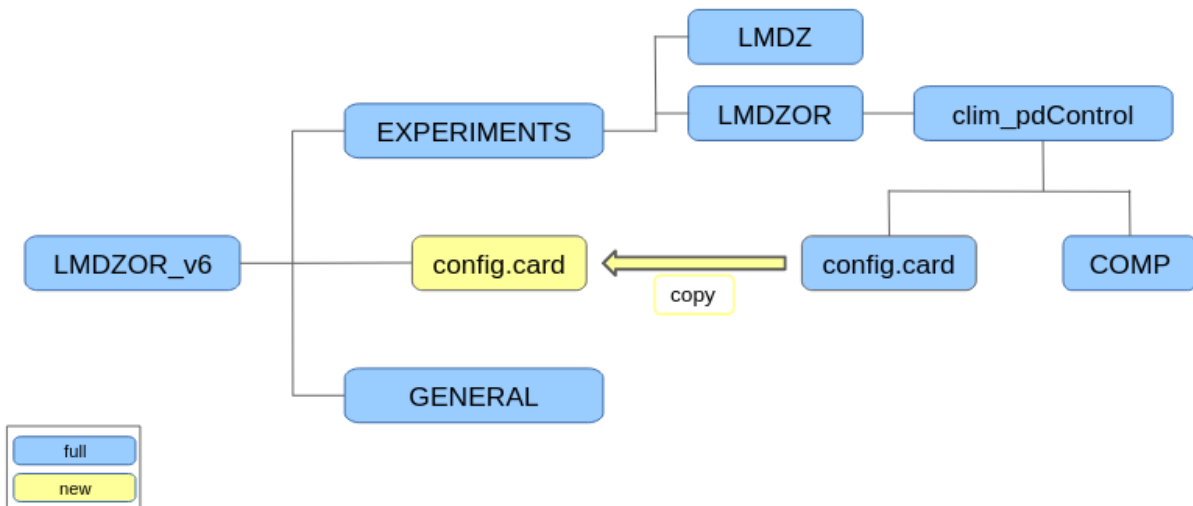 LMDZ
EXPERIMENTS
LMDZOR
clim_pdControl
LMDZOR_v6
config.card
copy
config.card
COMP
GENERAL
full
new